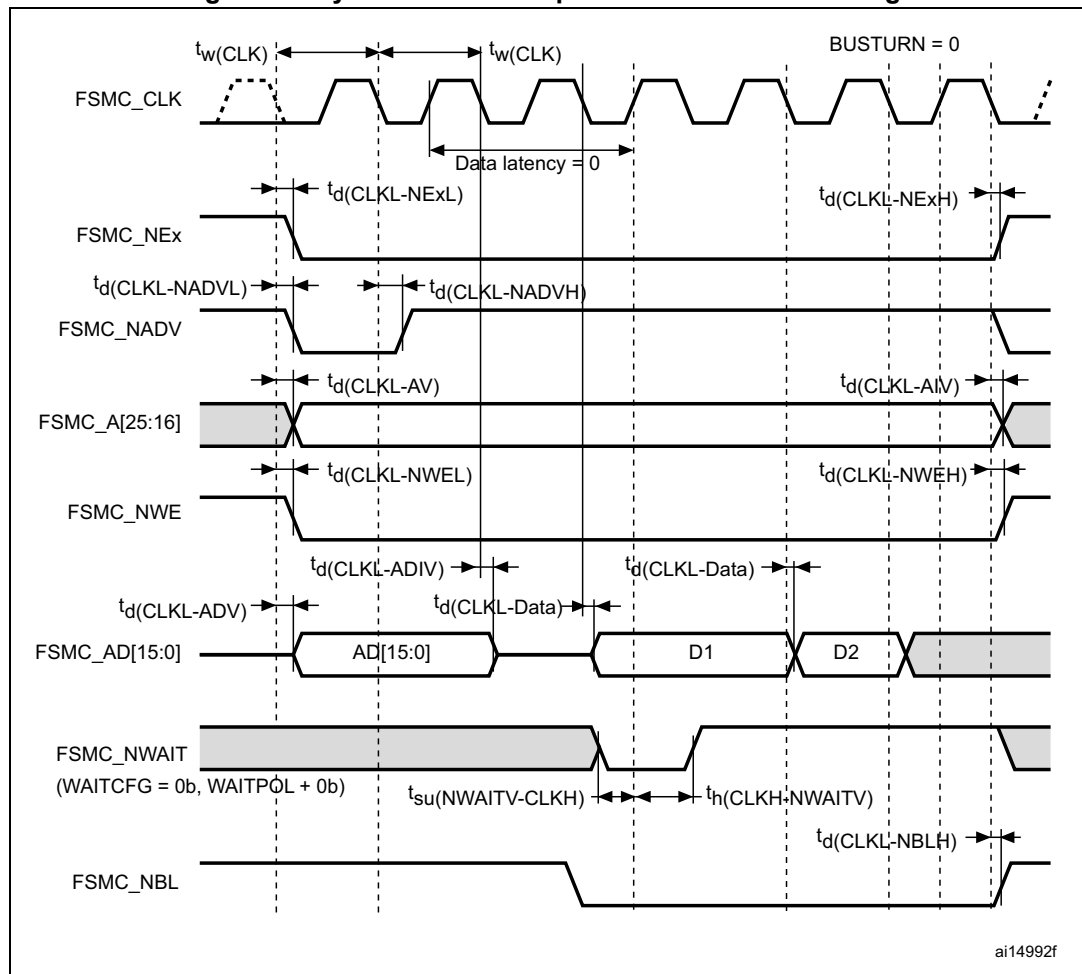 tw(CLK) tw(CLK) BUSTURN = 0
FSMC_CLK
Data latency = 0
td(CLKL-NExL) td(CLKL-NExH)
FSMC_NEx
td(CLKL-NADVL) td(CLKL-NADVH)
FSMC_NADV
td(CLKL-AV) td(CLKL-AIV)
FSMC_A[25:16]
td(CLKL-NWEL) td(CLKL-NWEH)
FSMC_NWE
td(CLKL-ADIV) td(CLKL-Data)
td(CLKL-ADV) td(CLKL-Data)
FSMC_AD[15:0] AD[15:0] D1 D2
FSMC_NWAIT
(WAITCFG = 0b, WAITPOL + 0b)
tsu(NWAITV-CLKH) th(CLKH-NWAITV)
td(CLKL-NBLH)
FSMC_NBL
ai14992f